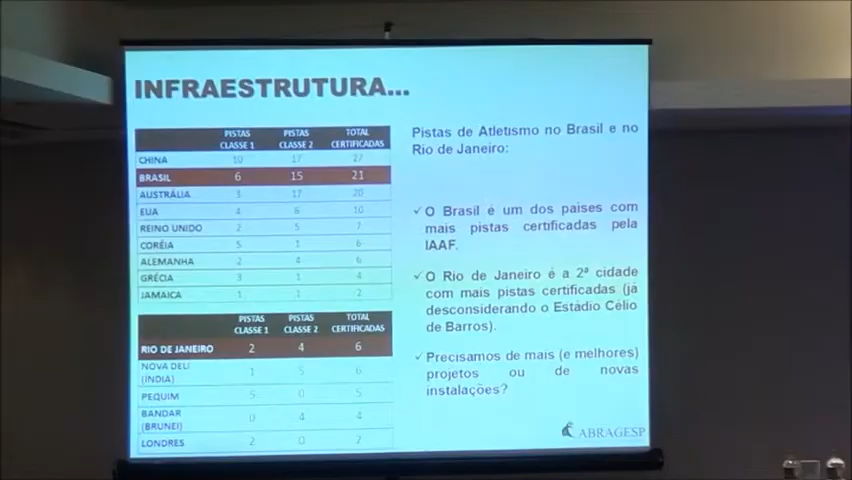 INFRAESTRUTURA...
PISTAS CLASSE 1 PISTAS CLASSE 2 TOTAL CERTIFICADAS
CHINA 10 17 27
BRASIL 6 15 21
AUSTRÁLIA 3 17 20
EUA 4 6 10
REINO UNIDO 2 5 7
CORÉIA 5 1 6
ALEMANHA 2 4 6
GRÉCIA 3 1 4
JAMAICA 1 1 2
PISTAS CLASSE 1 PISTAS CLASSE 2 TOTAL CERTIFICADAS
RIO DE JANEIRO 2 4 6
NOVA DELI (ÍNDIA) 1 5 6
PEQUIM 5 0 5
BANDAR (BRUNEI) 0 4 4
LONDRES 2 0 2
Pistas de Atletismo no Brasil e no
Rio de Janeiro:
✓ O Brasil é um dos países com
mais pistas certificadas pela
IAAF.
✓ O Rio de Janeiro é a 2ª cidade
com mais pistas certificadas (já
desconsiderando o Estádio Célio
de Barros).
✓ Precisamos de mais (e melhores)
projetos ou de novas
instalações?
ABRAGESP